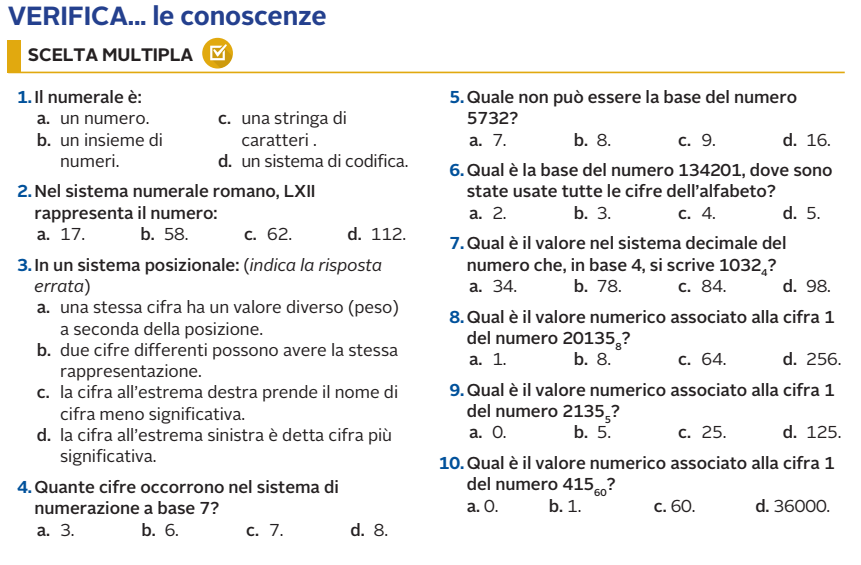 VERIFICA... le conoscenze
SCELTA MULTIPLA
1. Il numerale è:
a. un numero.
b. un insieme di
numeri.
c. una stringa di
caratteri .
d. un sistema di codifica.
2. Nel sistema numerale romano, LXII
rappresenta il numero:
a. 17. b. 58. c. 62. d. 112.
3. In un sistema posizionale: (indica la risposta
errata)
a. una stessa cifra ha un valore diverso (peso)
a seconda della posizione.
b. due cifre differenti possono avere la stessa
rappresentazione.
c. la cifra all'estrema destra prende il nome di
cifra meno significativa.
d. la cifra all'estrema sinistra è detta cifra più
significativa.
4. Quante cifre occorrono nel sistema di
numerazione a base 7?
a. 3. b. 6. c. 7. d. 8.
5. Quale non può essere la base del numero
5732?
a. 7. b. 8. c. 9. d. 16.
6. Qual è la base del numero 134201, dove sono
state usate tutte le cifre dell'alfabeto?
a. 2. b. 3. c. 4. d. 5.
7. Qual è il valore nel sistema decimale del
numero che, in base 4, si scrive 1032₄?
a. 34. b. 78. c. 84. d. 98.
8. Qual è il valore numerico associato alla cifra 1
del numero 20135₈?
a. 1. b. 8. c. 64. d. 256.
9. Qual è il valore numerico associato alla cifra 1
del numero 2135₅?
a. 0. b. 5. c. 25. d. 125.
10. Qual è il valore numerico associato alla cifra 1
del numero 415₆₀?
a. 0. b. 1. c. 60. d. 36000.